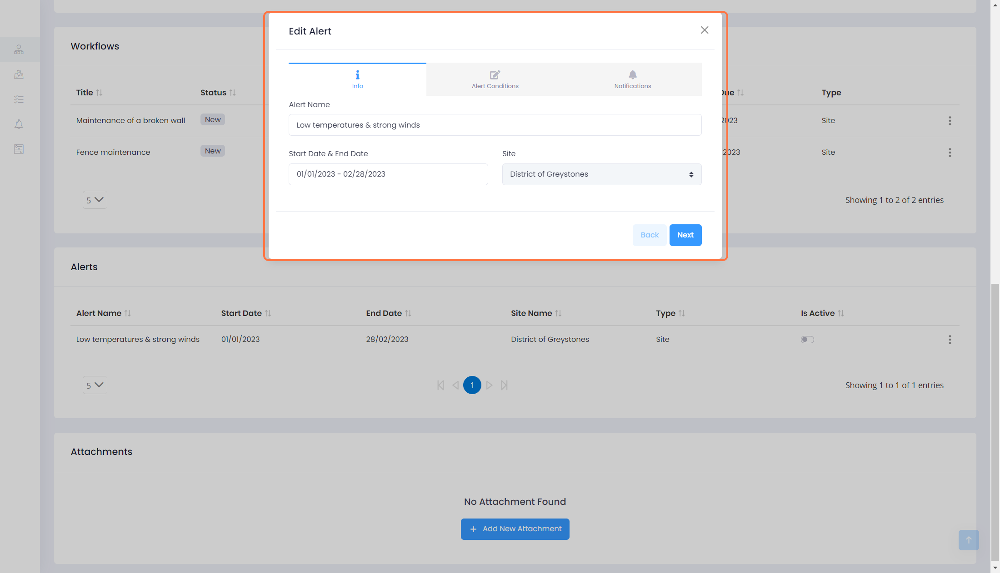 Edit Alert
Info
Alert Conditions
Notifications
Alert Name
Low temperatures & strong winds
Start Date & End Date
Site
01/01/2023 - 02/28/2023
District of Greystones
Back
Next
Workflows
Title
Status
Due
Type
Maintenance of a broken wall
New
2023
Site
Fence maintenance
New
/2023
Site
5
Showing 1 to 2 of 2 entries
Alerts
Alert Name
Start Date
End Date
Site Name
Type
Is Active
Low temperatures & strong winds
01/01/2023
28/02/2023
District of Greystones
Site
5
1
Showing 1 to 1 of 1 entries
Attachments
No Attachment Found
+ Add New Attachment